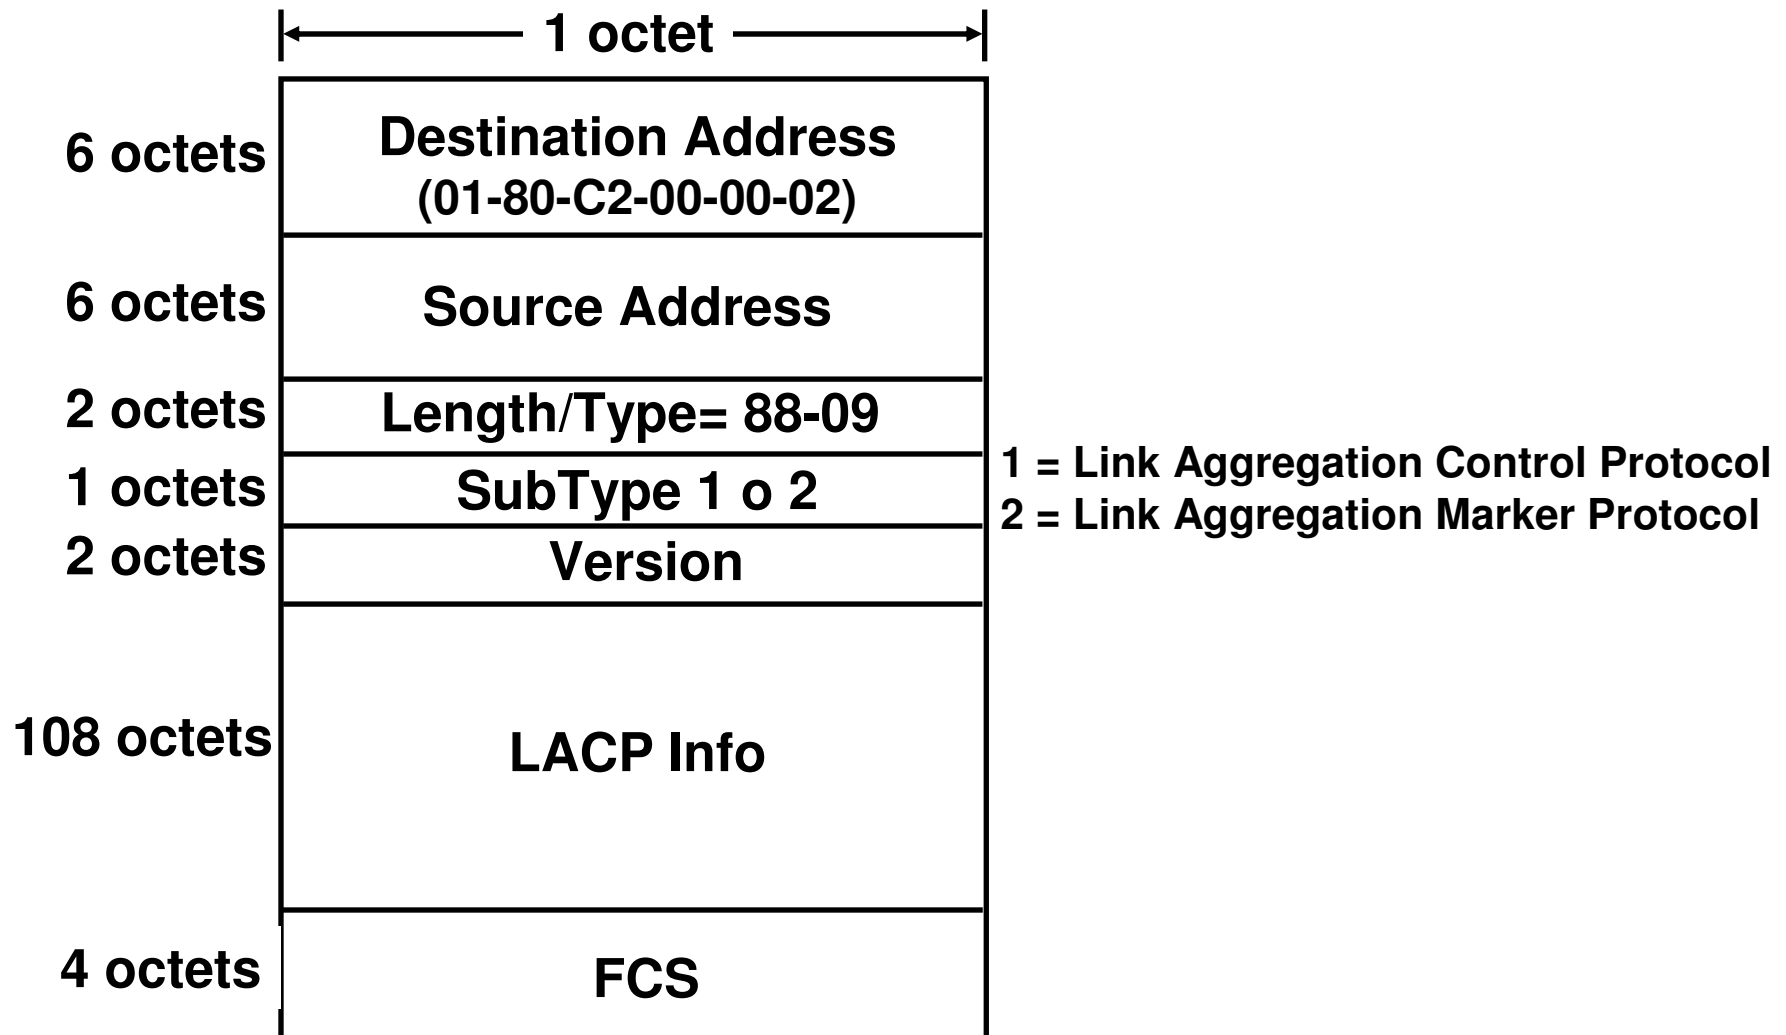 1 octet
6 octets
Destination Address
(01-80-C2-00-00-02)
6 octets
Source Address
2 octets
Length/Type= 88-09
1 octets
SubType 1 o 2
1 = Link Aggregation Control Protocol
2 = Link Aggregation Marker Protocol
2 octets
Version
108 octets
LACP Info
4 octets
FCS